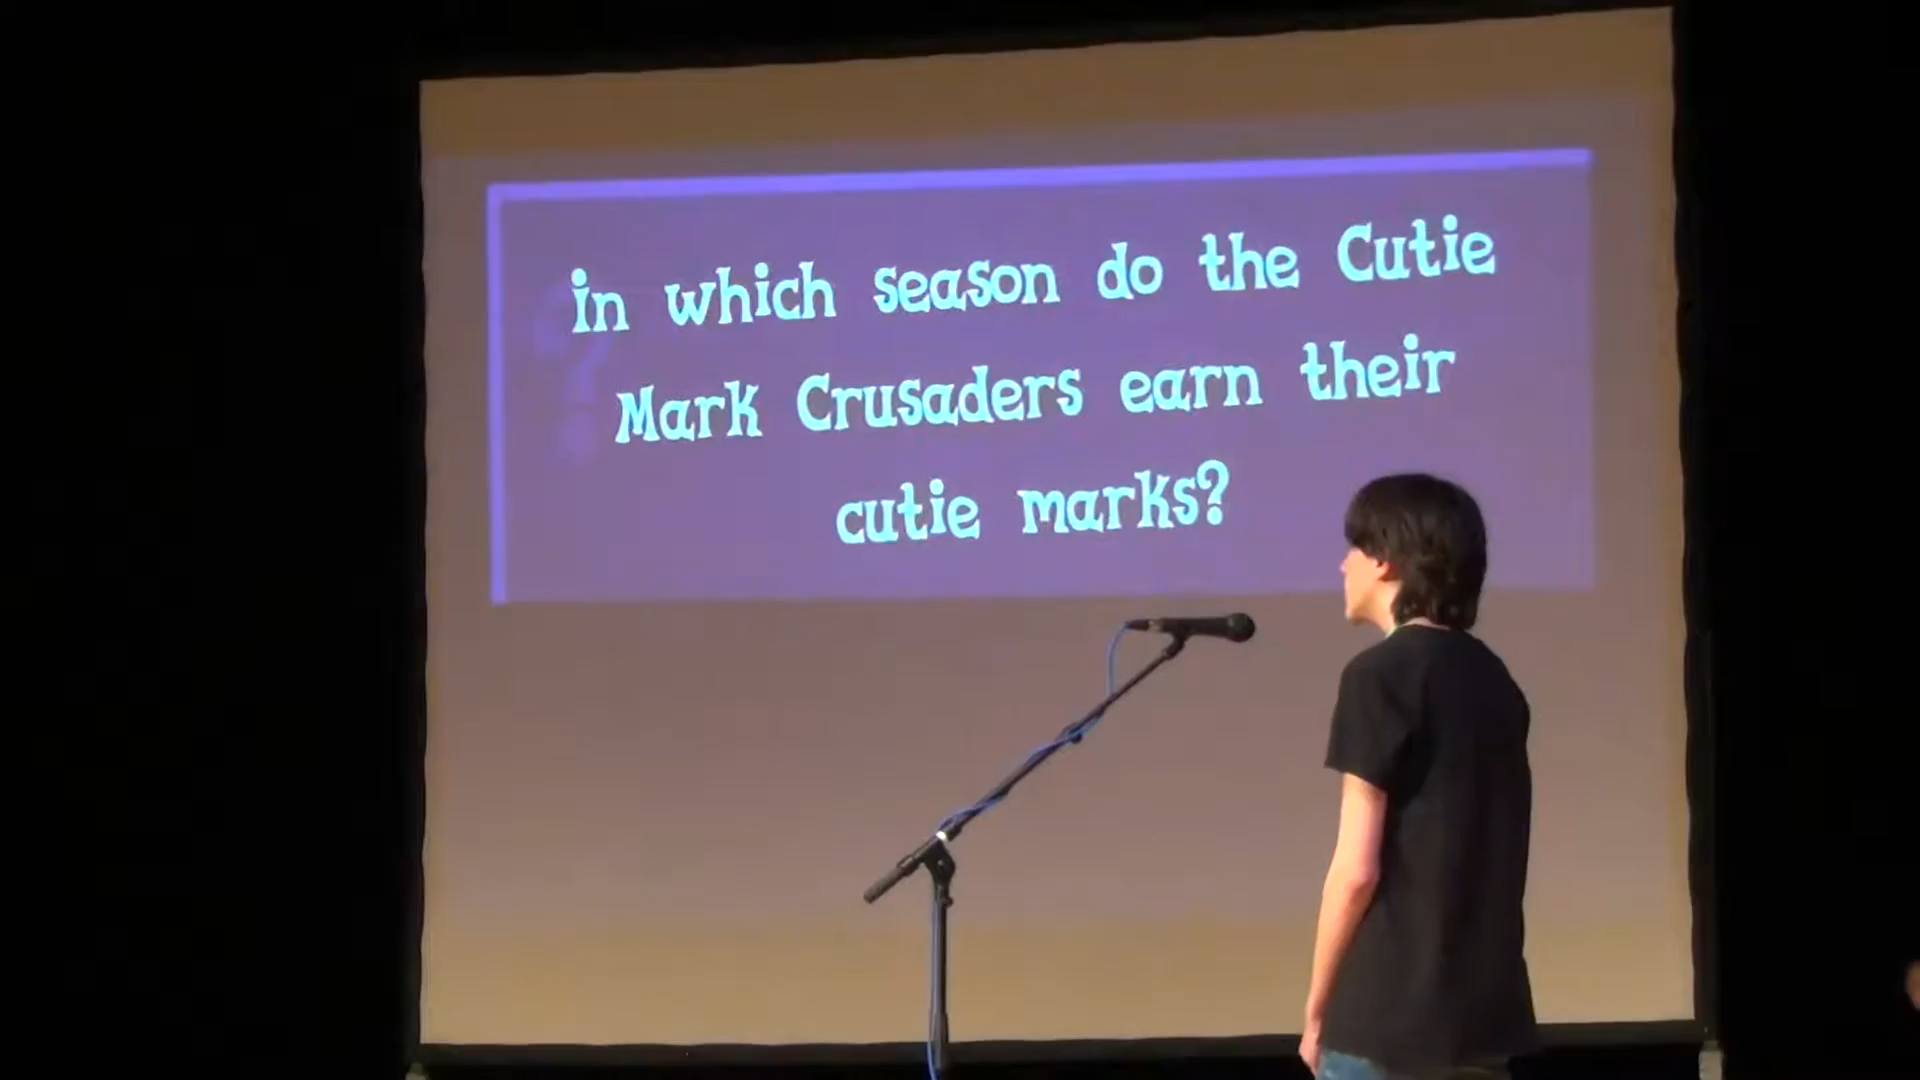 in which season do the Cutie
Mark Crusaders earn their
cutie marks?